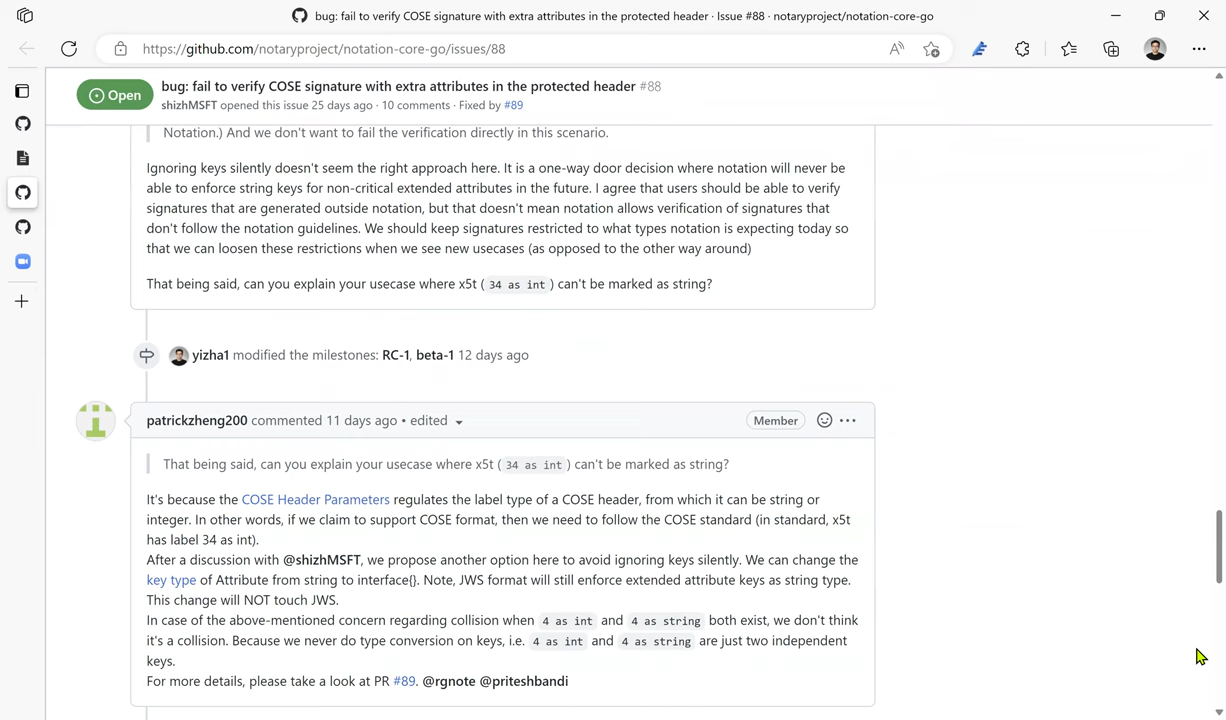 bug: fail to verify COSE signature with extra attributes in the protected header · Issue #88 · notaryproject/notation-core-go
https://github.com/notaryproject/notation-core-go/issues/88
Open
bug: fail to verify COSE signature with extra attributes in the protected header #88
shizhMSFT opened this issue 25 days ago · 10 comments · Fixed by #89
Notation.) And we don't want to fail the verification directly in this scenario.
Ignoring keys silently doesn't seem the right approach here. It is a one-way door decision where notation will never be
able to enforce string keys for non-critical extended attributes in the future. I agree that users should be able to verify
signatures that are generated outside notation, but that doesn't mean notation allows verification of signatures that
don't follow the notation guidelines. We should keep signatures restricted to what types notation is expecting today so
that we can loosen these restrictions when we see new usecases (as opposed to the other way around)
That being said, can you explain your usecase where x5t ( 34 as int ) can't be marked as string?
yizha1 modified the milestones: RC-1, beta-1 12 days ago
patrickzheng200 commented 11 days ago • edited
Member
That being said, can you explain your usecase where x5t ( 34 as int ) can't be marked as string?
It's because the COSE Header Parameters regulates the label type of a COSE header, from which it can be string or
integer. In other words, if we claim to support COSE format, then we need to follow the COSE standard (in standard, x5t
has label 34 as int).
After a discussion with @shizhMSFT, we propose another option here to avoid ignoring keys silently. We can change the
key type of Attribute from string to interface{}. Note, JWS format will still enforce extended attribute keys as string type.
This change will NOT touch JWS.
In case of the above-mentioned concern regarding collision when 4 as int and 4 as string both exist, we don't think
it's a collision. Because we never do type conversion on keys, i.e. 4 as int and 4 as string are just two independent
keys.
For more details, please take a look at PR #89. @rgnote @priteshbandi